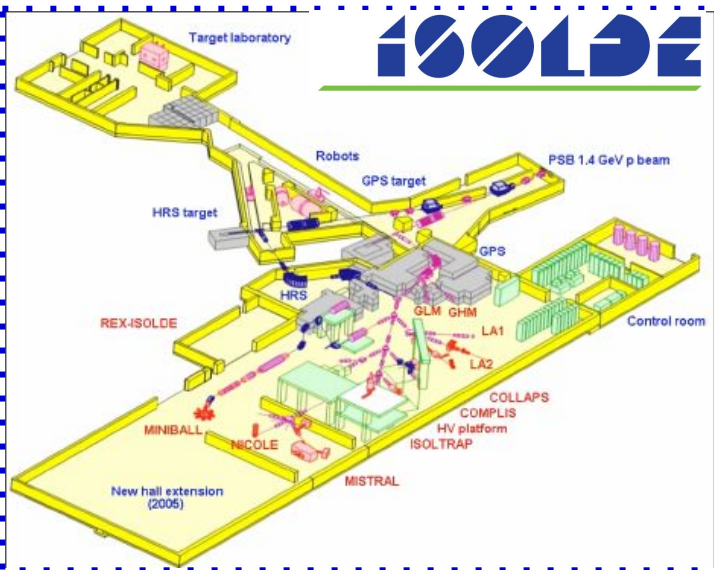 ISOLDE
Target laboratory
Robots
PSB 1.4 GeV p beam
GPS target
HRS target
GPS
HRS
GLM GHM
REX-ISOLDE
LA1
Control room
LA2
COLLAPS
COMPLIS
HV platform
ISOLTRAP
MINIBALL
NICOLE
MISTRAL
New hall extension
(2005)